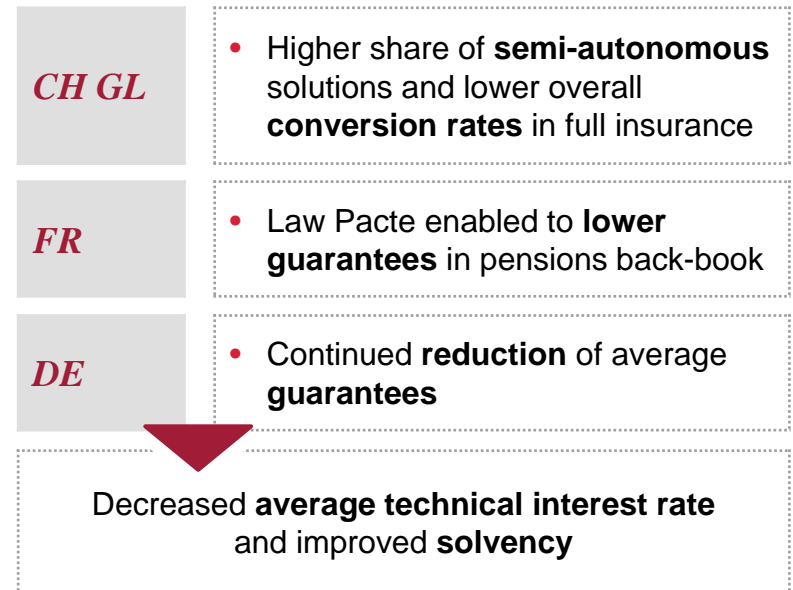 CH GL
• Higher share of semi-autonomous
solutions and lower overall
conversion rates in full insurance
FR
• Law Pacte enabled to lower
guarantees in pensions back-book
DE
• Continued reduction of average
guarantees
Decreased average technical interest rate
and improved solvency